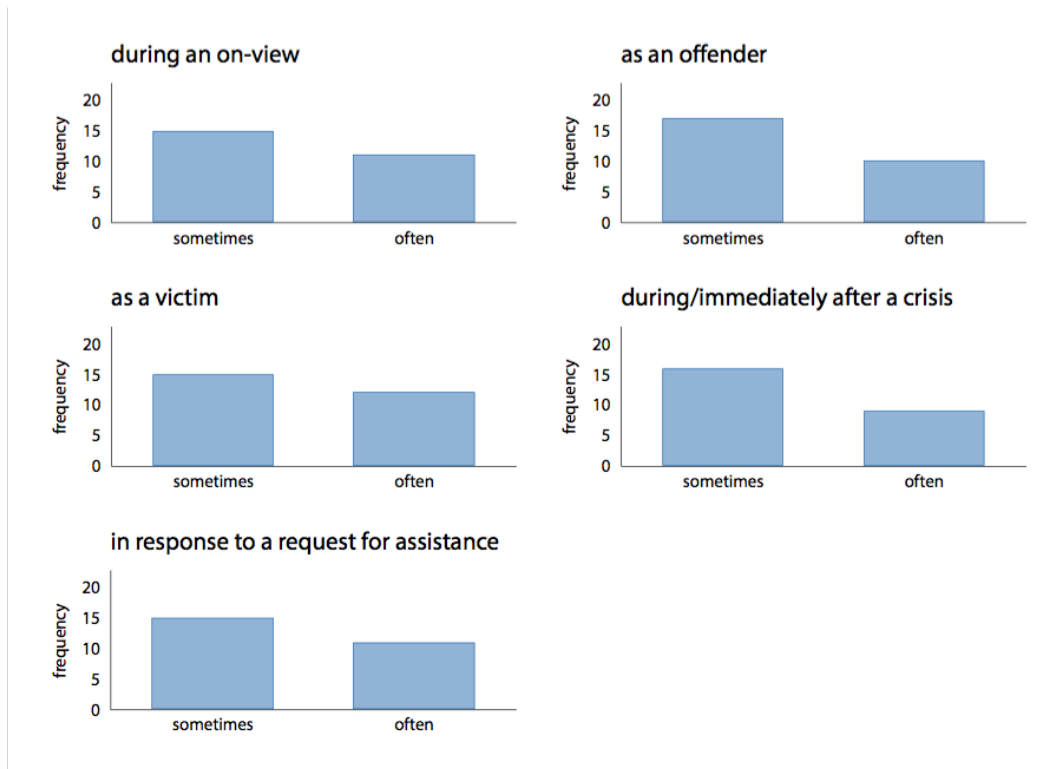 during an on-view
frequency
20
15
10
5
0
sometimes often
as an offender
frequency
20
15
10
5
0
sometimes often
as a victim
frequency
20
15
10
5
0
sometimes often
during/immediately after a crisis
frequency
20
15
10
5
0
sometimes often
in response to a request for assistance
frequency
20
15
10
5
0
sometimes often